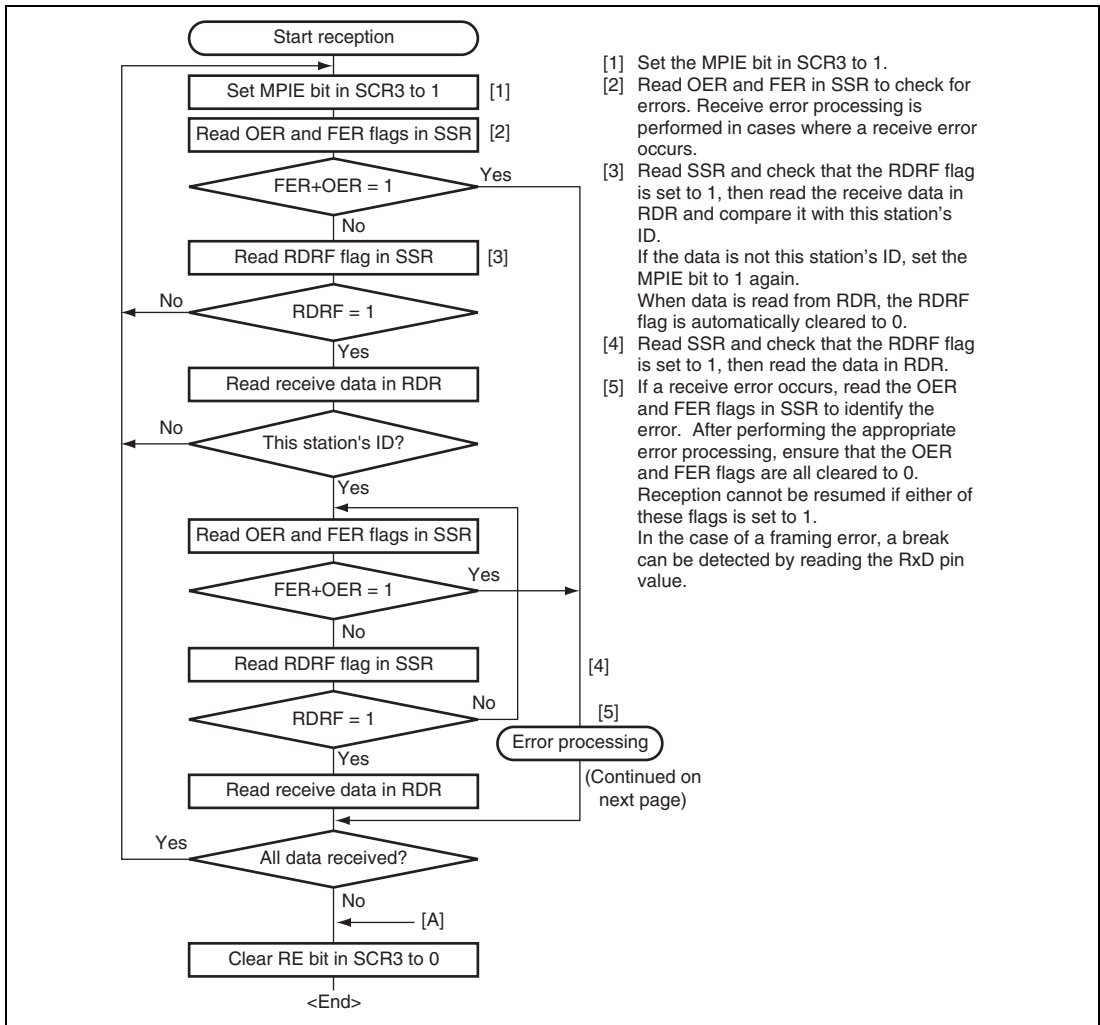 Start reception
Set MPIE bit in SCR3 to 1
[1]
Read OER and FER flags in SSR
[2]
FER+OER = 1
Yes
No
Read RDRF flag in SSR
[3]
RDRF = 1
No
Yes
Read receive data in RDR
This station's ID?
No
Yes
Read OER and FER flags in SSR
FER+OER = 1
Yes
No
Read RDRF flag in SSR
[4]
RDRF = 1
No
[5]
Error processing
(Continued on
next page)
Yes
Read receive data in RDR
All data received?
Yes
No
[A]
Clear RE bit in SCR3 to 0
<End>
[1] Set the MPIE bit in SCR3 to 1.
[2] Read OER and FER in SSR to check for
errors. Receive error processing is
performed in cases where a receive error
occurs.
[3] Read SSR and check that the RDRF flag
is set to 1, then read the receive data in
RDR and compare it with this station's
ID.
If the data is not this station's ID, set the
MPIE bit to 1 again.
When data is read from RDR, the RDRF
flag is automatically cleared to 0.
[4] Read SSR and check that the RDRF flag
is set to 1, then read the data in RDR.
[5] If a receive error occurs, read the OER
and FER flags in SSR to identify the
error. After performing the appropriate
error processing, ensure that the OER
and FER flags are all cleared to 0.
Reception cannot be resumed if either of
these flags is set to 1.
In the case of a framing error, a break
can be detected by reading the RxD pin
value.